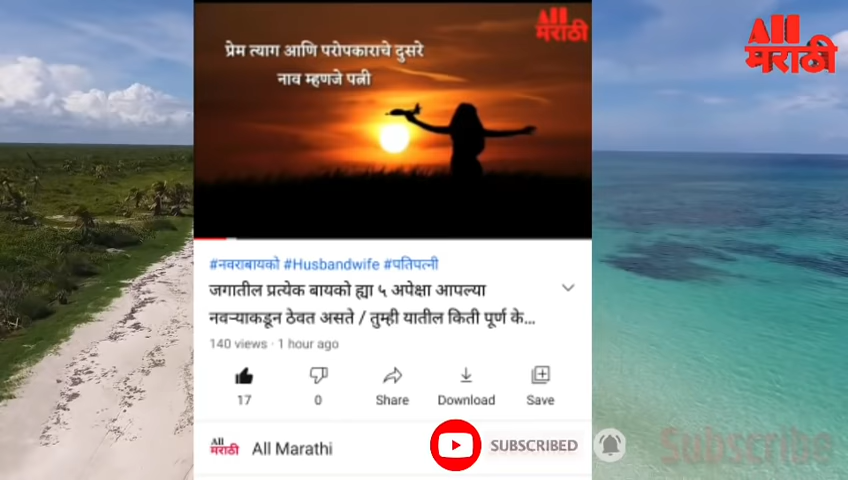 All
मराठी
All
मराठी
प्रेम त्याग आणि परोपकाराचे दुसरे
नाव म्हणजे पत्नी
#नवराबायको #Husbandwife #पतिपत्नी
जगातील प्रत्येक बायको ह्या ५ अपेक्षा आपल्या
नवऱ्याकडून ठेवत असते / तुम्ही यातील किती पूर्ण के...
140 views · 1 hour ago
17 0 Share Download Save
All
मराठी
All Marathi SUBSCRIBED
Subscribe